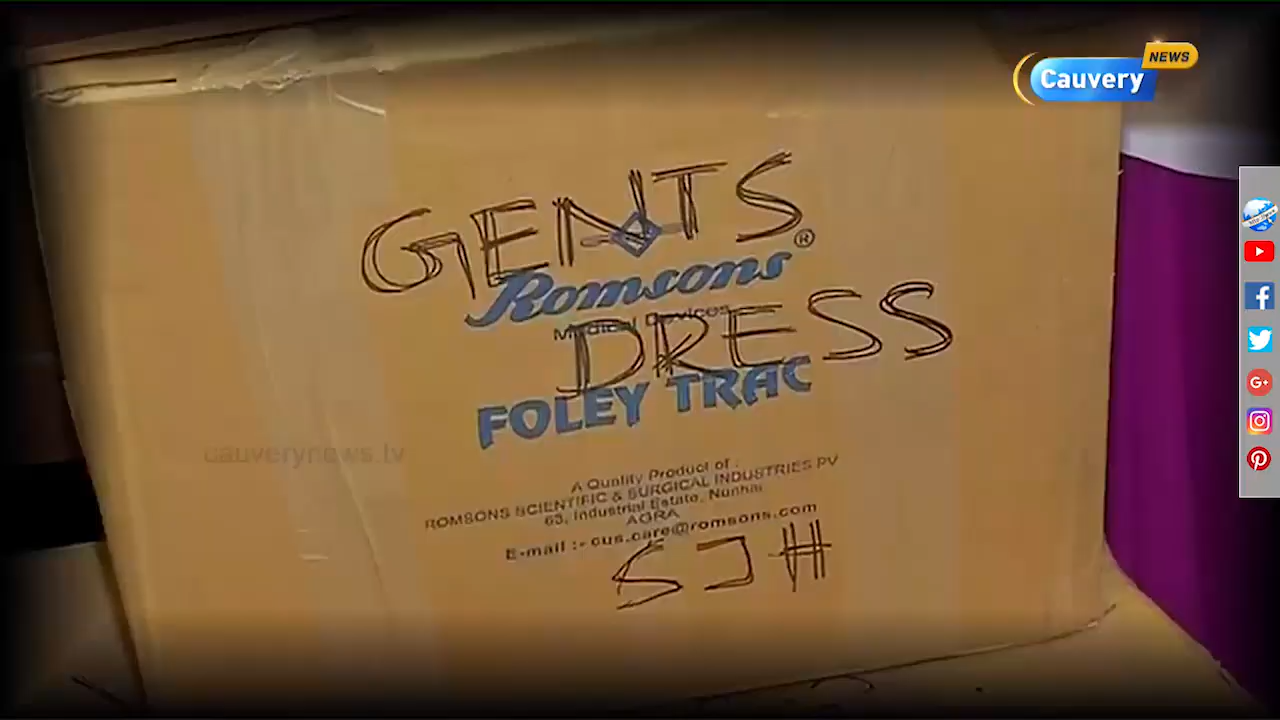 NEWS
Cauvery
GENTS
Romsons®
Medical Devices
DRESS
FOLEY TRAC
cauverynews.tv
A Quality Product of :
ROMSONS SCIENTIFIC & SURGICAL INDUSTRIES PV
63, Industrial Estate, Nunhai
AGRA
E-mail :- cus.care@romsons.com
SJH
G+